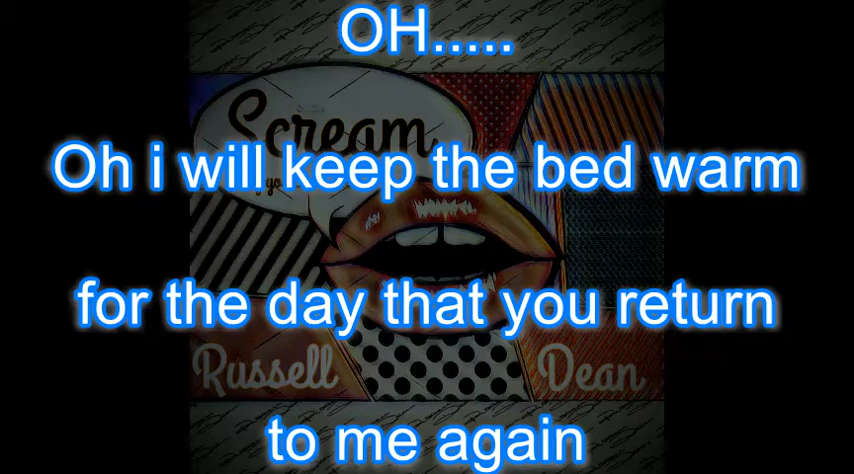 OH.....
Scream
Oh i will keep the bed warm
for the day that you return
Russell Dean
to me again